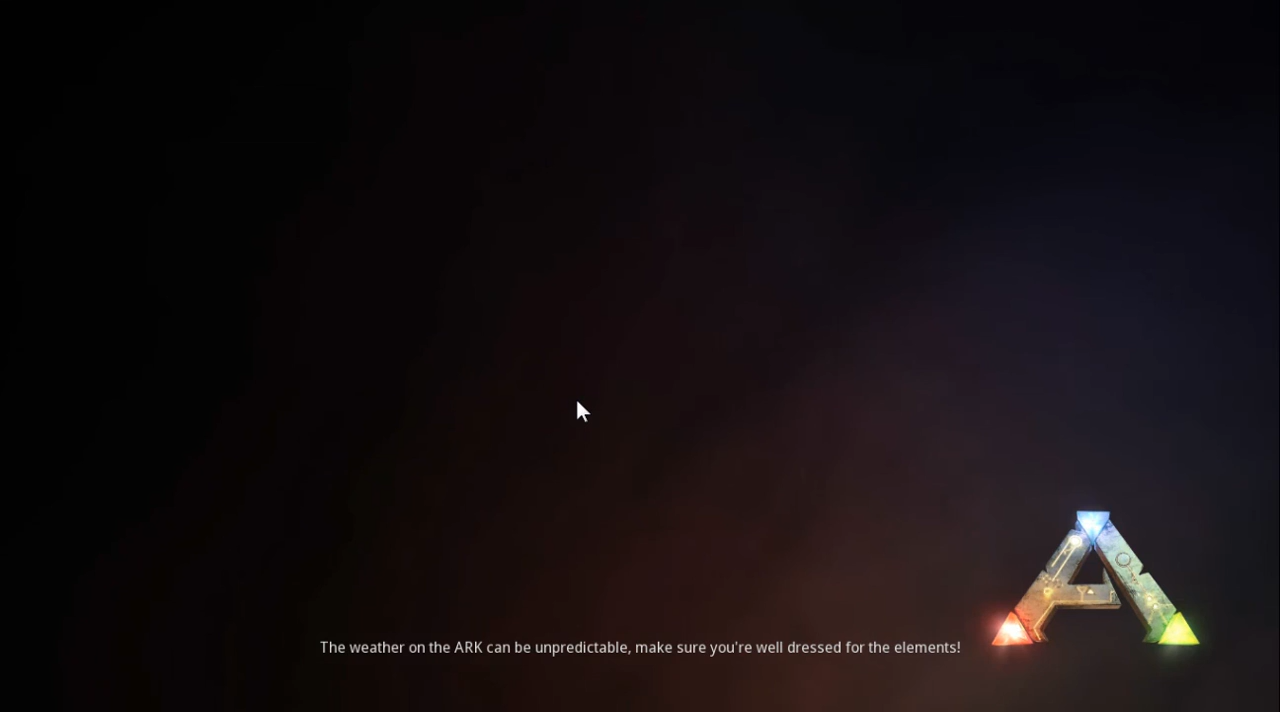 The weather on the ARK can be unpredictable, make sure you're well dressed for the elements!